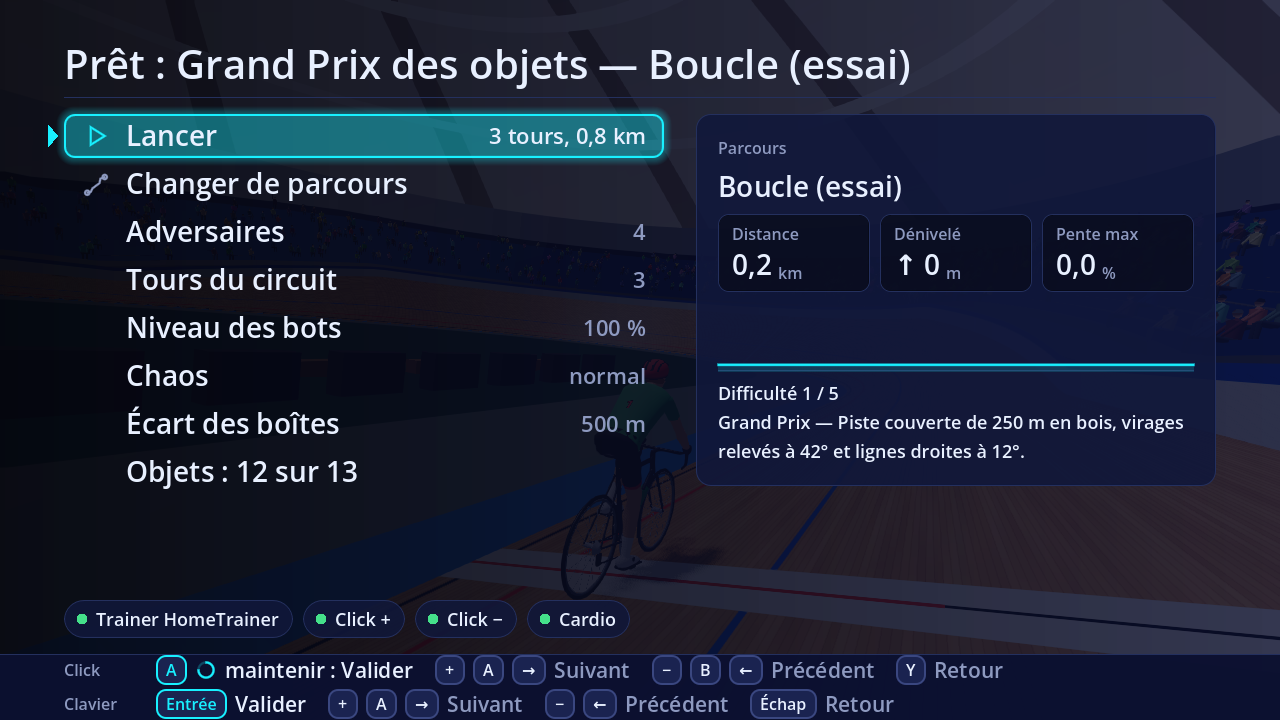 Prêt : Grand Prix des objets — Boucle (essai)
Lancer 3 tours, 0,8 km
Changer de parcours
Adversaires 4
Tours du circuit 3
Niveau des bots 100 %
Chaos normal
Écart des boîtes 500 m
Objets : 12 sur 13
Parcours
Boucle (essai)
Distance Dénivelé Pente max
0,2 km ↑ 0 m 0,0 %
Difficulté 1 / 5
Grand Prix — Piste couverte de 250 m en bois, virages
relevés à 42° et lignes droites à 12°.
Trainer HomeTrainer Click + Click − Cardio
Click A maintenir : Valider + A → Suivant − B ← Précédent Y Retour
Clavier Entrée Valider + A → Suivant − ← Précédent Échap Retour